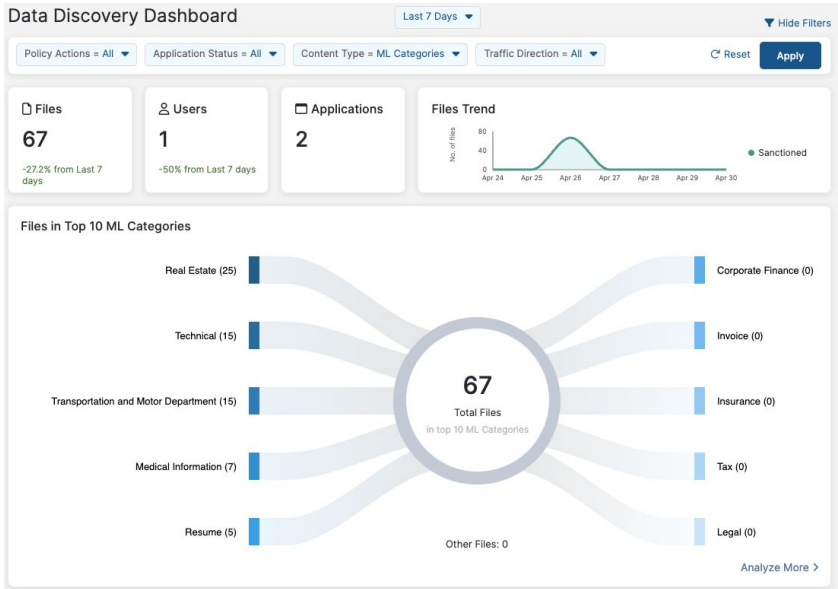 Data Discovery Dashboard
Last 7 Days
Hide Filters
Policy Actions = All
Application Status = All
Content Type = ML Categories
Traffic Direction = All
Reset
Apply
Files
67
-27.2% from Last 7
days
Users
1
-50% from Last 7 days
Applications
2
Files Trend
No. of files
80
40
0
Apr 24
Apr 25
Apr 26
Apr 27
Apr 28
Apr 29
Apr 30
Sanctioned
Files in Top 10 ML Categories
Real Estate (25)
Technical (15)
Transportation and Motor Department (15)
Medical Information (7)
Resume (5)
67
Total Files
in top 10 ML Categories
Other Files: 0
Corporate Finance (0)
Invoice (0)
Insurance (0)
Tax (0)
Legal (0)
Analyze More